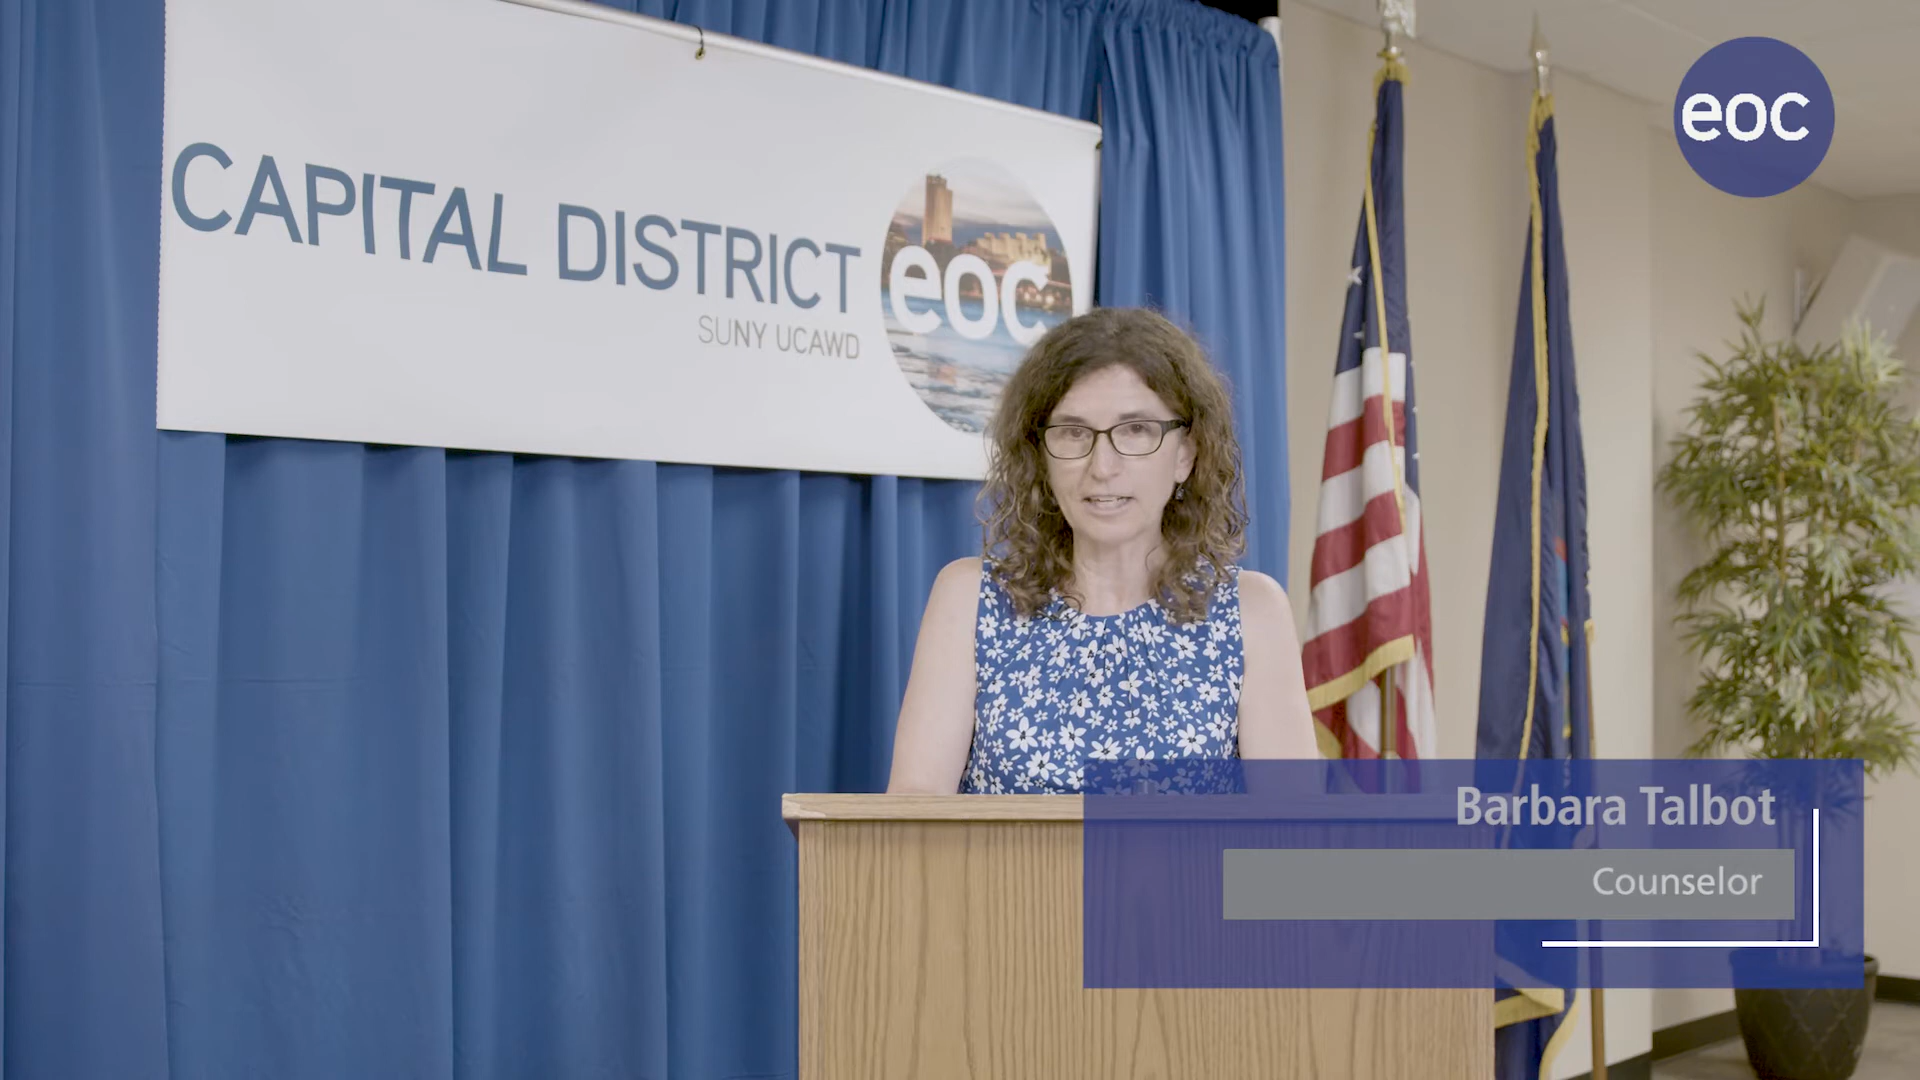 CAPITAL DISTRICT
SUNY UCAWD
eoc
eoc
Barbara Talbot
Counselor